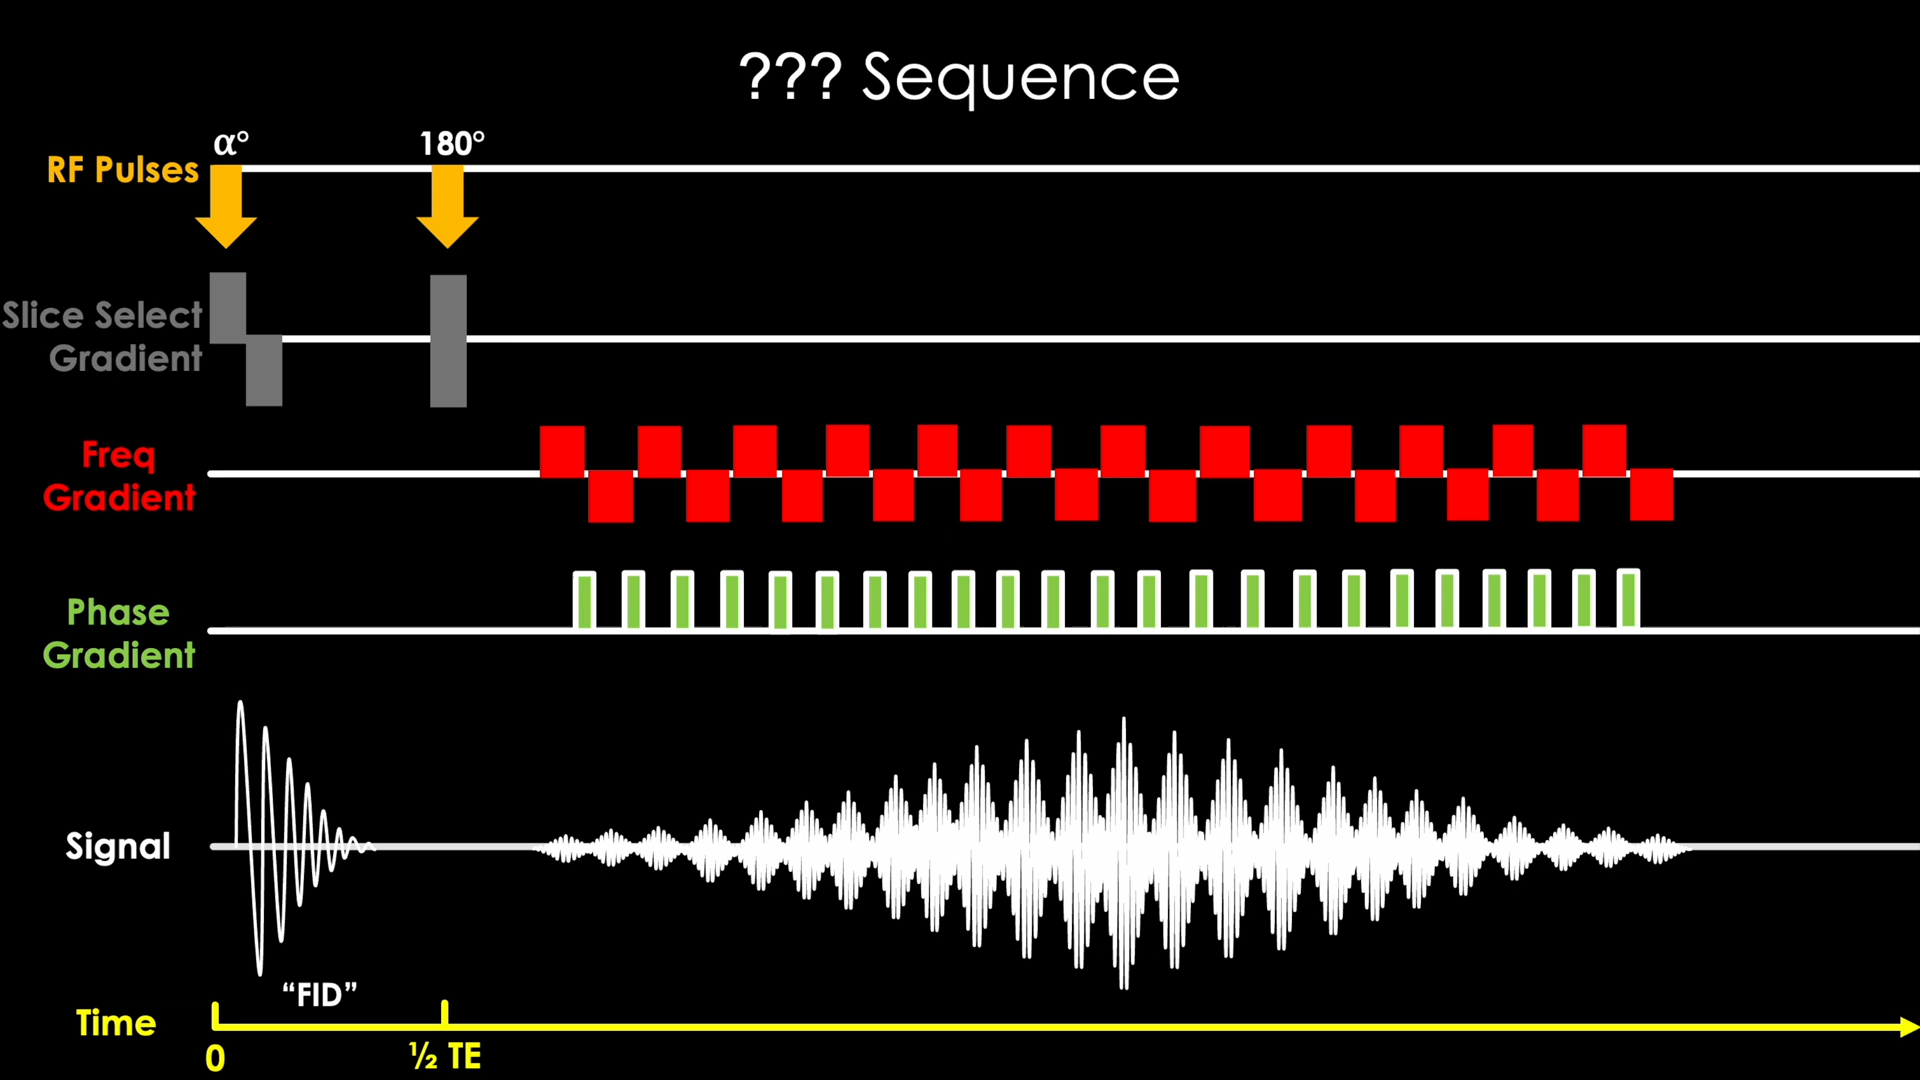 ??? Sequence
α° 180°
RF Pulses
Slice Select
Gradient
Freq
Gradient
Phase
Gradient
Signal
“FID”
Time
0 ½ TE